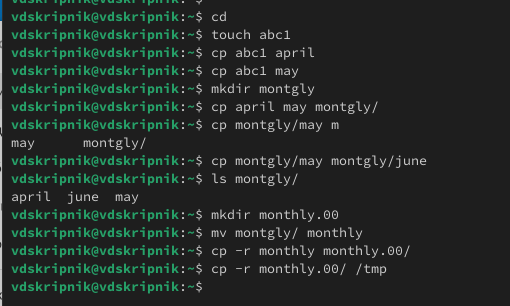 vdskripnik@vdskripnik:~$ cd
vdskripnik@vdskripnik:~$ touch abc1
vdskripnik@vdskripnik:~$ cp abc1 april
vdskripnik@vdskripnik:~$ cp abc1 may
vdskripnik@vdskripnik:~$ mkdir montgly
vdskripnik@vdskripnik:~$ cp april may montgly/
vdskripnik@vdskripnik:~$ cp montgly/may m
may      montgly/
vdskripnik@vdskripnik:~$ cp montgly/may montgly/june
vdskripnik@vdskripnik:~$ ls montgly/
april  june  may
vdskripnik@vdskripnik:~$ mkdir monthly.00
vdskripnik@vdskripnik:~$ mv montgly/ monthly
vdskripnik@vdskripnik:~$ cp -r monthly monthly.00/
vdskripnik@vdskripnik:~$ cp -r monthly.00/ /tmp
vdskripnik@vdskripnik:~$